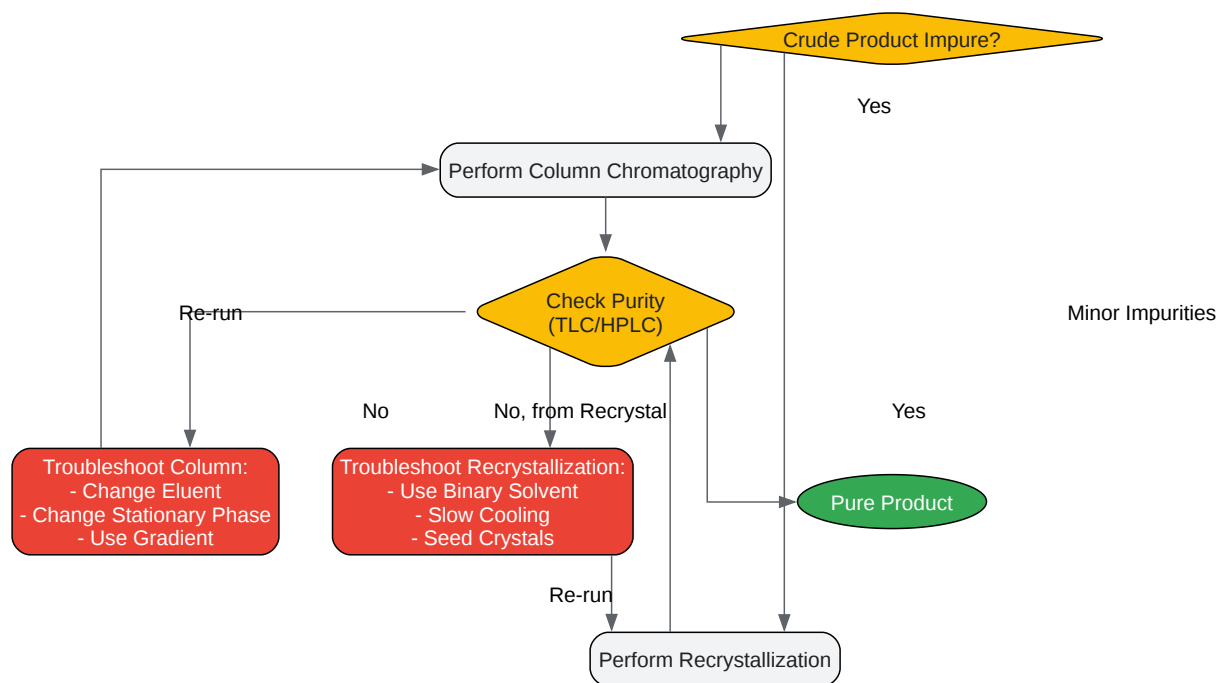 Crude Product Impure?
Yes
Perform Column Chromatography
Check Purity
(TLC/HPLC)
Re-run
Minor Impurities
No
No, from Recrystal
Yes
Troubleshoot Column:
- Change Eluent
- Change Stationary Phase
- Use Gradient
Troubleshoot Recrystallization:
- Use Binary Solvent
- Slow Cooling
- Seed Crystals
Pure Product
Re-run
Perform Recrystallization